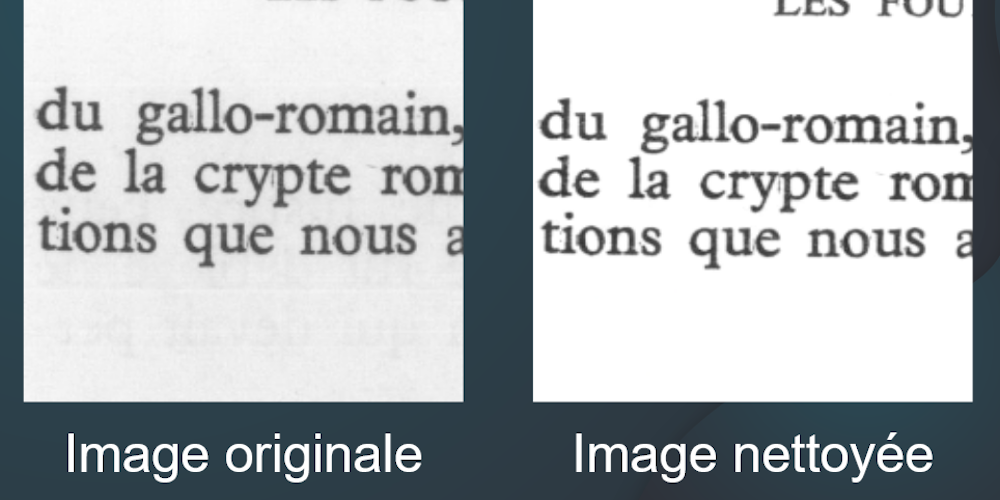 du gallo-romain,
de la crypte rom
tions que nous a
Image originale
LES FOU
du gallo-romain,
de la crypte rom
tions que nous a
Image nettoyée